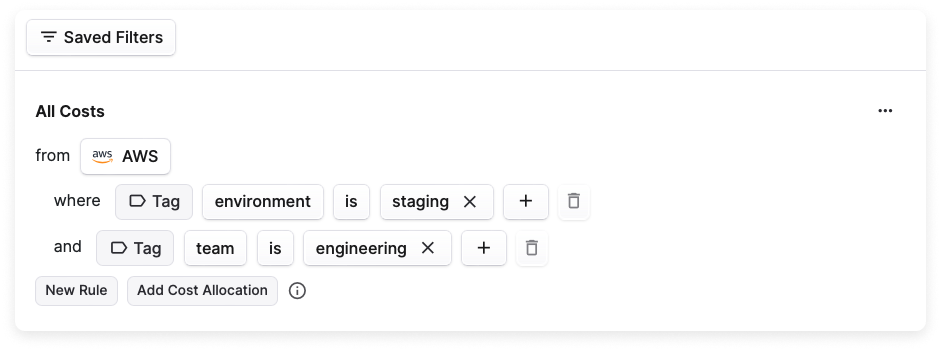 Saved Filters
All Costs
from aws AWS
where Tag environment is staging
and Tag team is engineering
New Rule Add Cost Allocation